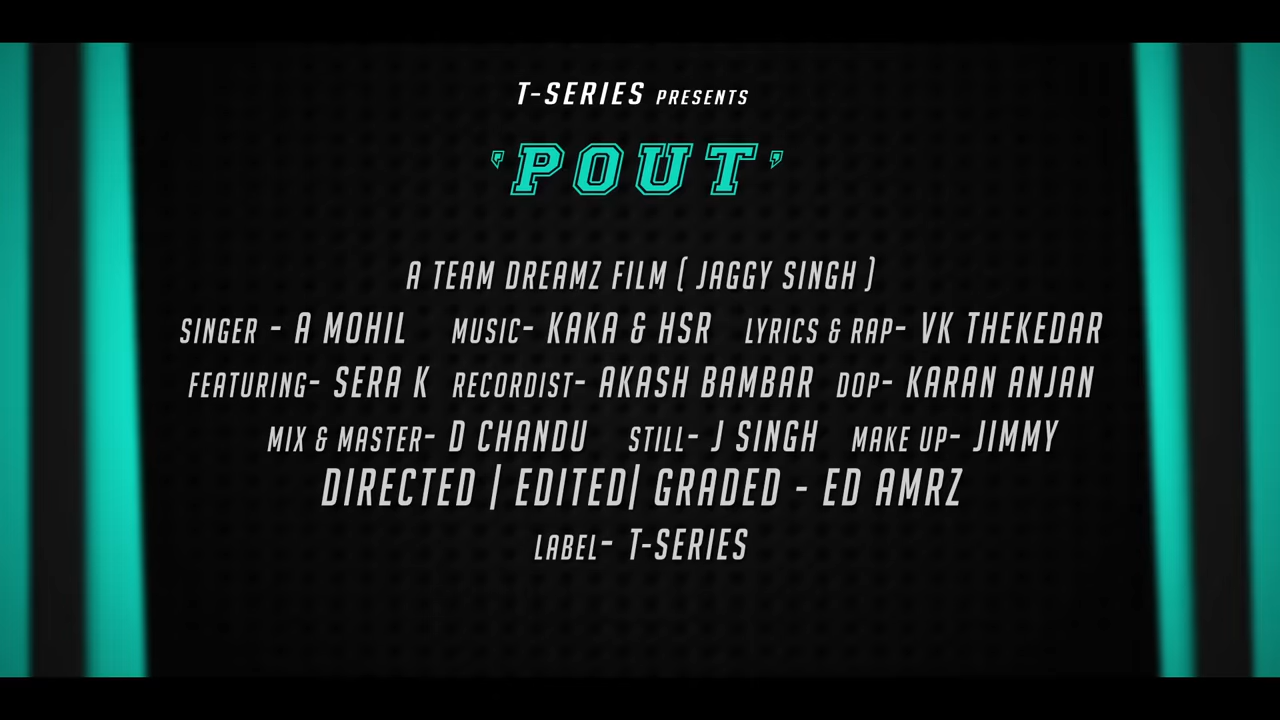 T-SERIES PRESENTS
'POUT'
A TEAM DREAMZ FILM ( JAGGY SINGH )
SINGER - A MOHIL MUSIC- KAKA & HSR LYRICS & RAP- VK THEKEDAR
FEATURING- SERA K RECORDIST- AKASH BAMBAR DOP- KARAN ANJAN
MIX & MASTER- D CHANDU STILL- J SINGH MAKE UP- JIMMY
DIRECTED | EDITED| GRADED - ED AMRZ
LABEL- T-SERIES